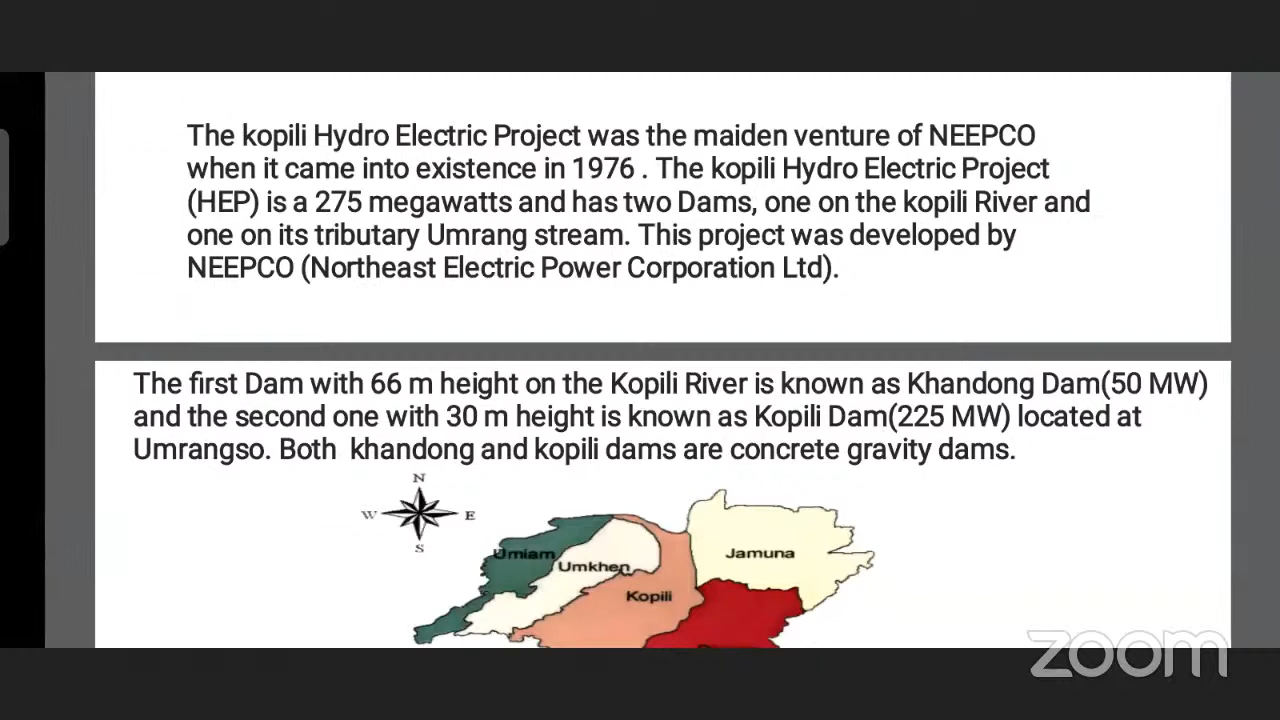 The kopili Hydro Electric Project was the maiden venture of NEEPCO
when it came into existence in 1976 . The kopili Hydro Electric Project
(HEP) is a 275 megawatts and has two Dams, one on the kopili River and
one on its tributary Umrang stream. This project was developed by
NEEPCO (Northeast Electric Power Corporation Ltd).
The first Dam with 66 m height on the Kopili River is known as Khandong Dam(50 MW)
and the second one with 30 m height is known as Kopili Dam(225 MW) located at
Umrangso. Both  khandong and kopili dams are concrete gravity dams.
N
W E
S
Umiam
Umkhen
Jamuna
Kopili
zoom